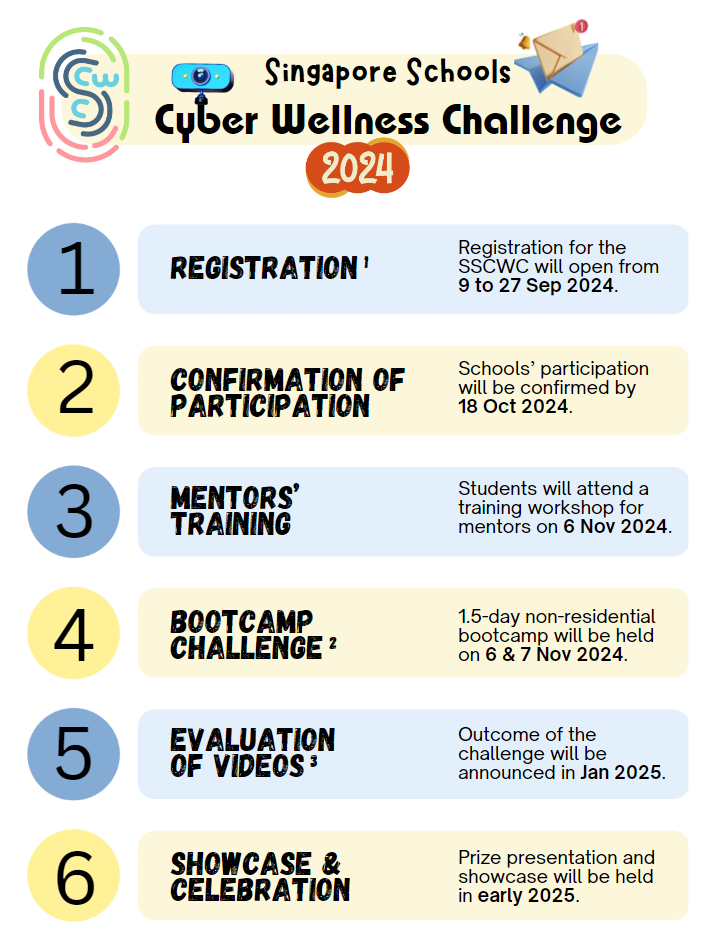 SCWC
1
Singapore Schools
Cyber Wellness Challenge
2024
1
REGISTRATION ¹
Registration for the
SSCWC will open from
9 to 27 Sep 2024.
2
CONFIRMATION OF
PARTICIPATION
Schools’ participation
will be confirmed by
18 Oct 2024.
3
MENTORS’
TRAINING
Students will attend a
training workshop for
mentors on 6 Nov 2024.
4
BOOTCAMP
CHALLENGE ²
1.5-day non-residential
bootcamp will be held
on 6 & 7 Nov 2024.
5
EVALUATION
OF VIDEOS ³
Outcome of the
challenge will be
announced in Jan 2025.
6
SHOWCASE &
CELEBRATION
Prize presentation and
showcase will be held
in early 2025.